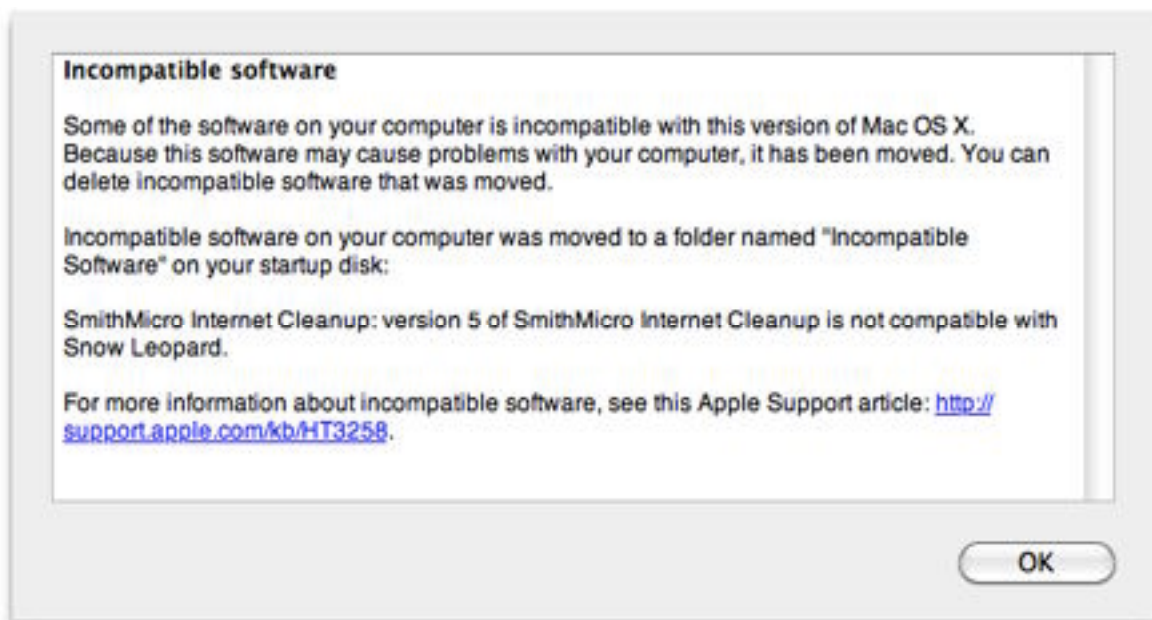 Incompatible software
Some of the software on your computer is incompatible with this version of Mac OS X.
Because this software may cause problems with your computer, it has been moved. You can
delete incompatible software that was moved.
Incompatible software on your computer was moved to a folder named "Incompatible
Software" on your startup disk:
SmithMicro Internet Cleanup: version 5 of SmithMicro Internet Cleanup is not compatible with
Snow Leopard.
For more information about incompatible software, see this Apple Support article: http://
support.apple.com/kb/HT3258.
OK